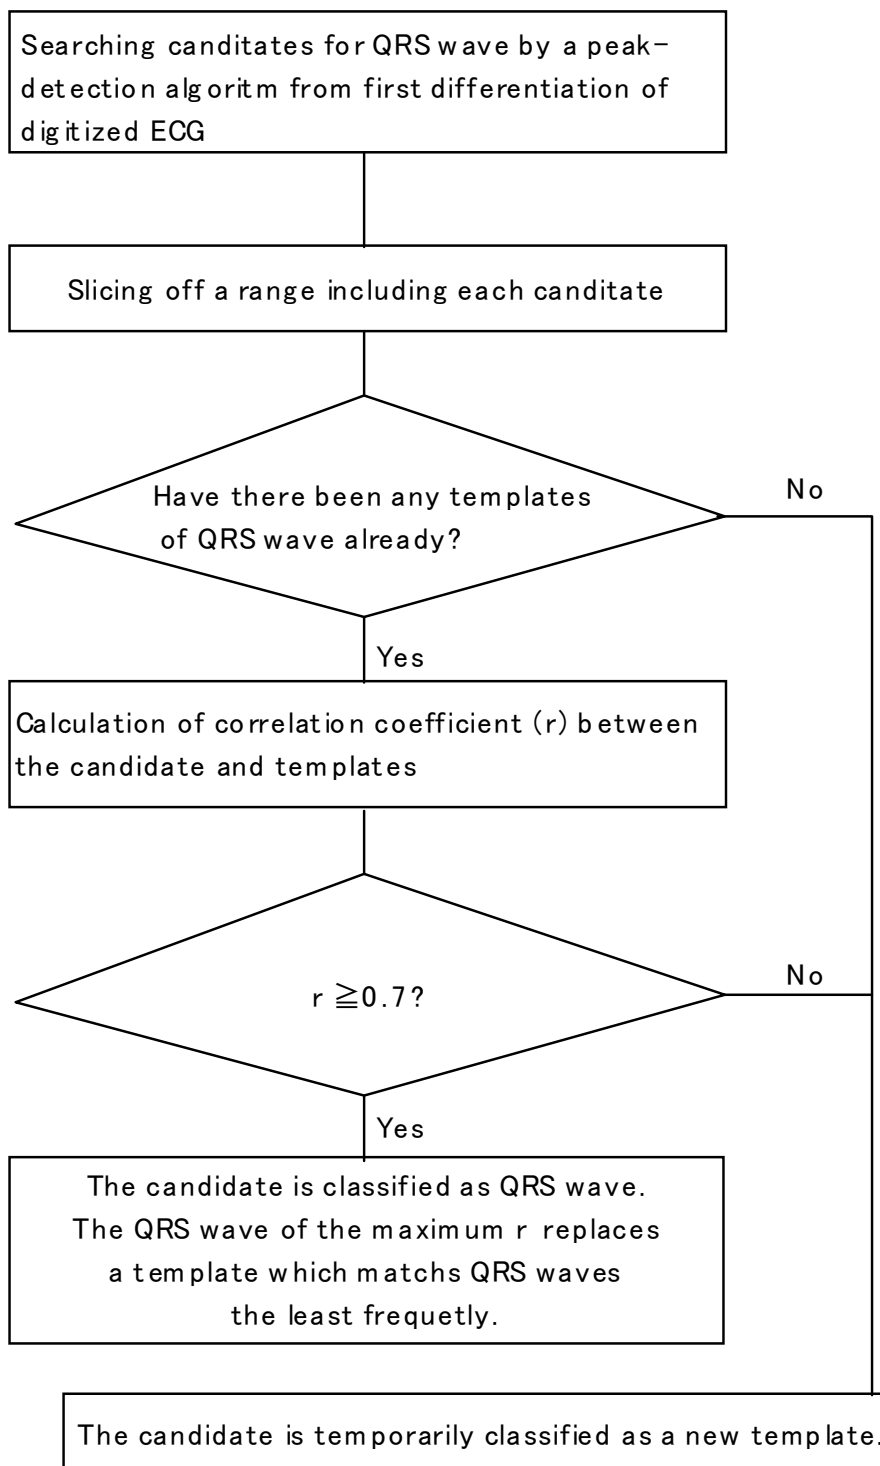 Searching canditates for QRS wave by a peak-
detection algoritm from first differentiation of
digitized ECG
Slicing off a range including each canditate
Have there been any templates
of QRS wave already?
No
Yes
Calculation of correlation coefficient (r) between
the candidate and templates
r ≧0.7?
No
Yes
The candidate is classified as QRS wave.
The QRS wave of the maximum r replaces
a template which matchs QRS waves
the least frequetly.
The candidate is temporarily classified as a new template.